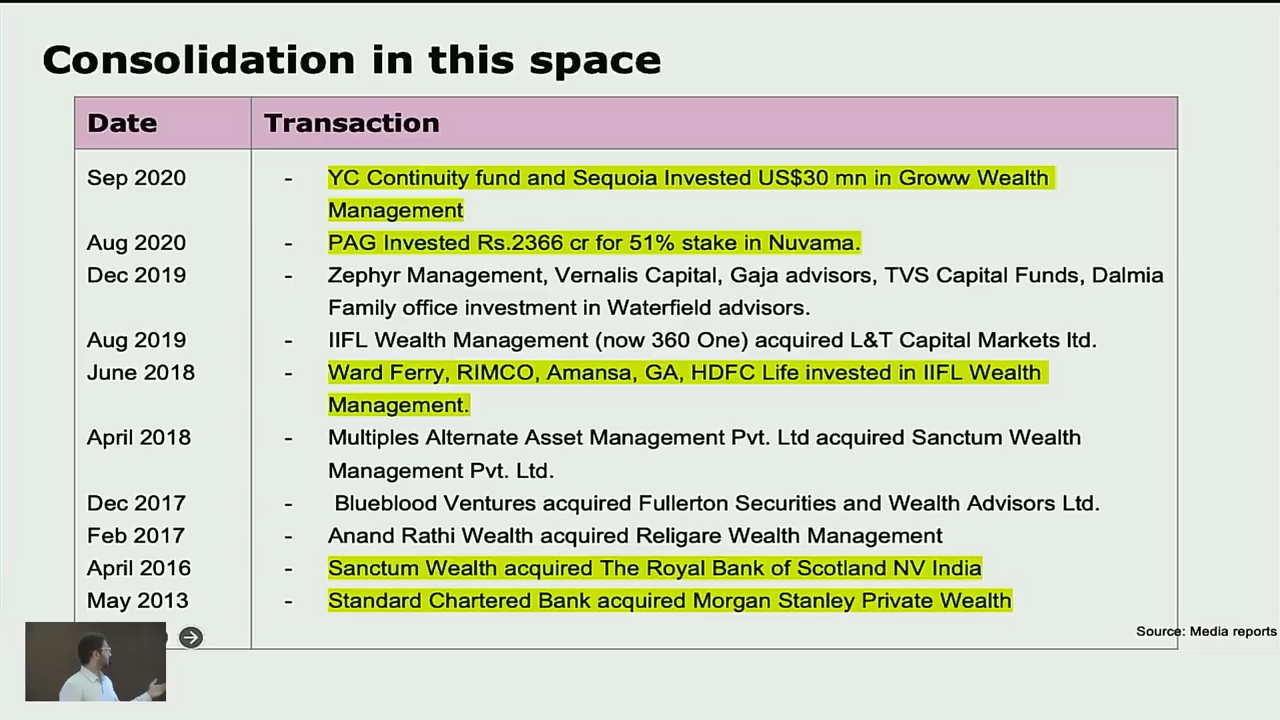 Consolidation in this space
Date Transaction
Sep 2020 - YC Continuity fund and Sequoia Invested US$30 mn in Groww Wealth
Management
Aug 2020 - PAG Invested Rs.2366 cr for 51% stake in Nuvama.
Dec 2019 - Zephyr Management, Vernalis Capital, Gaja advisors, TVS Capital Funds, Dalmia
Family office investment in Waterfield advisors.
Aug 2019 - IIFL Wealth Management (now 360 One) acquired L&T Capital Markets ltd.
June 2018 - Ward Ferry, RIMCO, Amansa, GA, HDFC Life invested in IIFL Wealth
Management.
April 2018 - Multiples Alternate Asset Management Pvt. Ltd acquired Sanctum Wealth
Management Pvt. Ltd.
Dec 2017 - Blueblood Ventures acquired Fullerton Securities and Wealth Advisors Ltd.
Feb 2017 - Anand Rathi Wealth acquired Religare Wealth Management
April 2016 - Sanctum Wealth acquired The Royal Bank of Scotland NV India
May 2013 - Standard Chartered Bank acquired Morgan Stanley Private Wealth
Source: Media reports